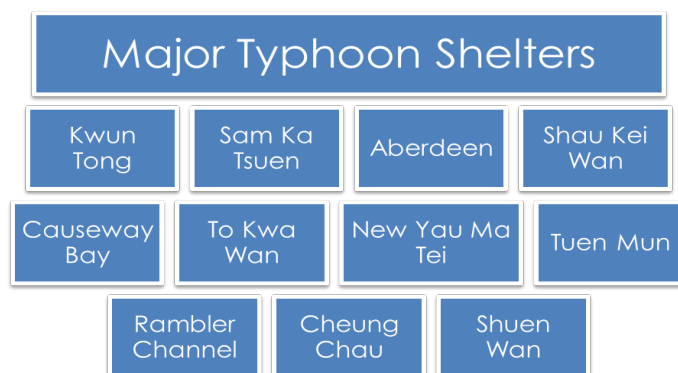 Major Typhoon Shelters
Kwun
Tong
Sam Ka
Tsuen
Aberdeen
Shau Kei
Wan
Causeway
Bay
To Kwa
Wan
New Yau Ma
Tei
Tuen Mun
Rambler
Channel
Cheung
Chau
Shuen
Wan